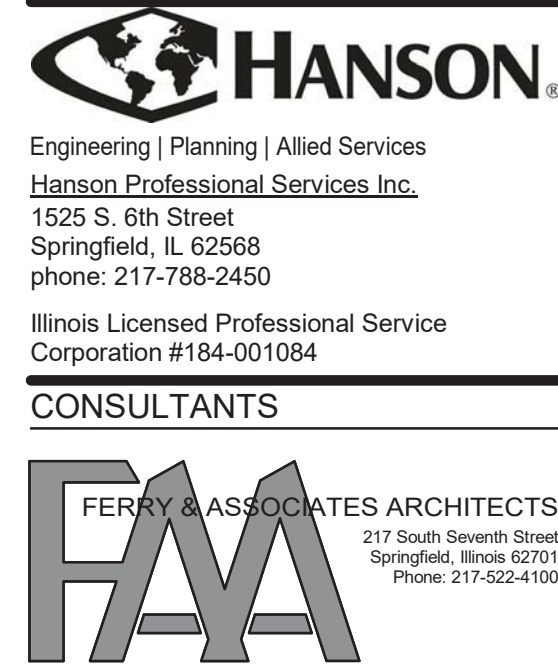 HANSON®
Engineering | Planning | Allied Services
Hanson Professional Services Inc.
1525 S. 6th Street
Springfield, IL 62568
phone: 217-788-2450
Illinois Licensed Professional Service
Corporation #184-001084
CONSULTANTS
FAA
FERRY & ASSOCIATES ARCHITECTS
217 South Seventh Street
Springfield, Illinois 62701
Phone: 217-522-4100